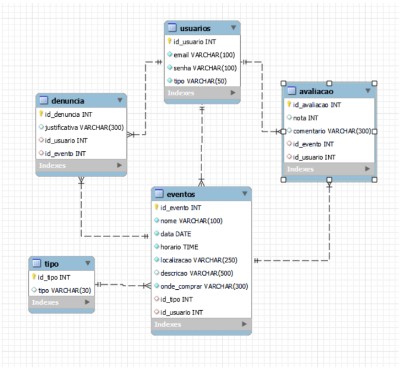 usuarios
id_usuario INT
email VARCHAR(100)
senha VARCHAR(100)
tipo VARCHAR(50)
Indexes
denuncia
id_denuncia INT
justificativa VARCHAR(300)
id_usuario INT
id_evento INT
Indexes
avaliacao
id_avaliacao INT
nota INT
comentario VARCHAR(300)
id_evento INT
id_usuario INT
Indexes
eventos
id_evento INT
nome VARCHAR(100)
data DATE
horario TIME
localizacao VARCHAR(250)
descricao VARCHAR(500)
onde_comprar VARCHAR(300)
id_tipo INT
id_usuario INT
Indexes
tipo
id_tipo INT
tipo VARCHAR(30)
Indexes